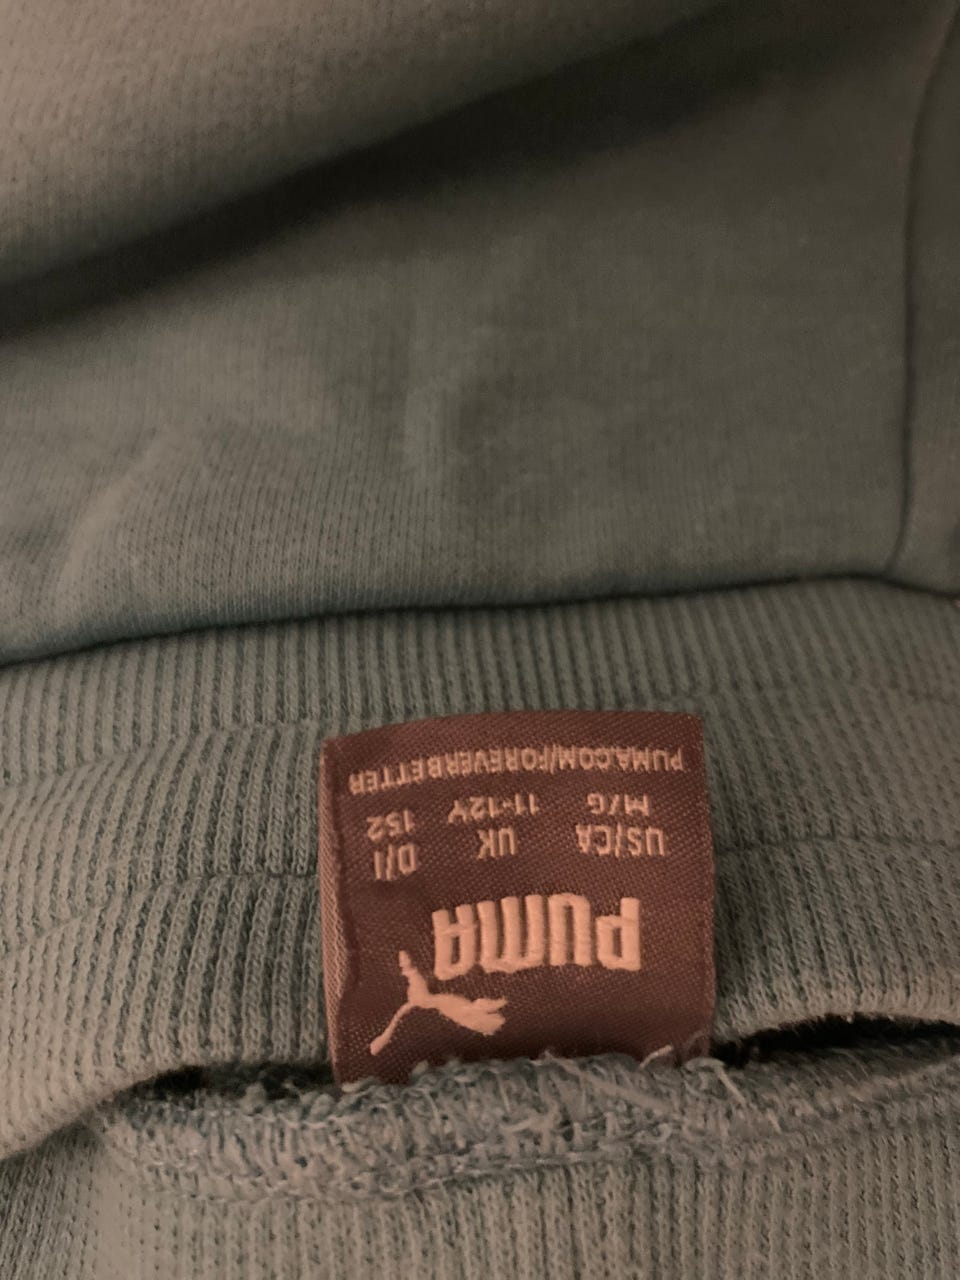 PUMA
US/CA UK D/I
M/G 11-12Y 152
PUMA.COM/FOREVERBETTER